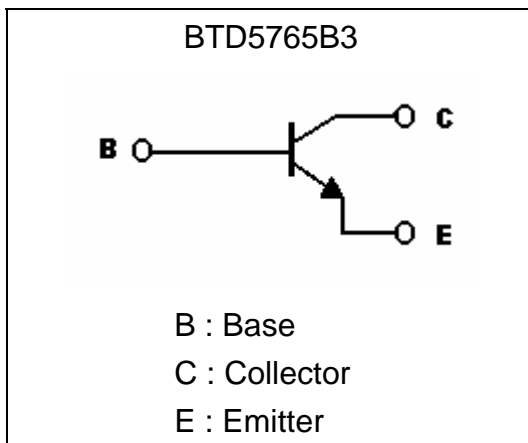 BTD5765B3
C
B
E
B : Base
C : Collector
E : Emitter